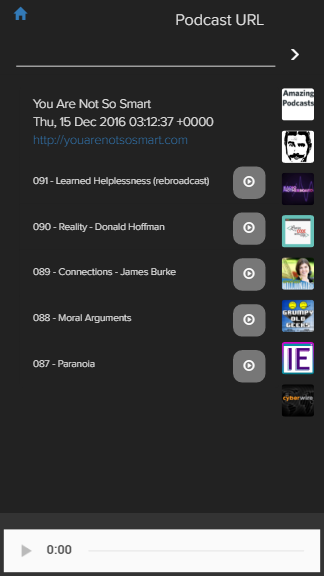 Podcast URL
You Are Not So Smart
Thu, 15 Dec 2016 03:12:37 +0000
http://youarenotsosmart.com
091 - Learned Helplessness (rebroadcast)
090 - Reality - Donald Hoffman
089 - Connections - James Burke
088 - Moral Arguments
087 - Paranoia
Amazing
Podcasts
GRUMPY
OLD
GEEKS
IE
cyberwire
0:00